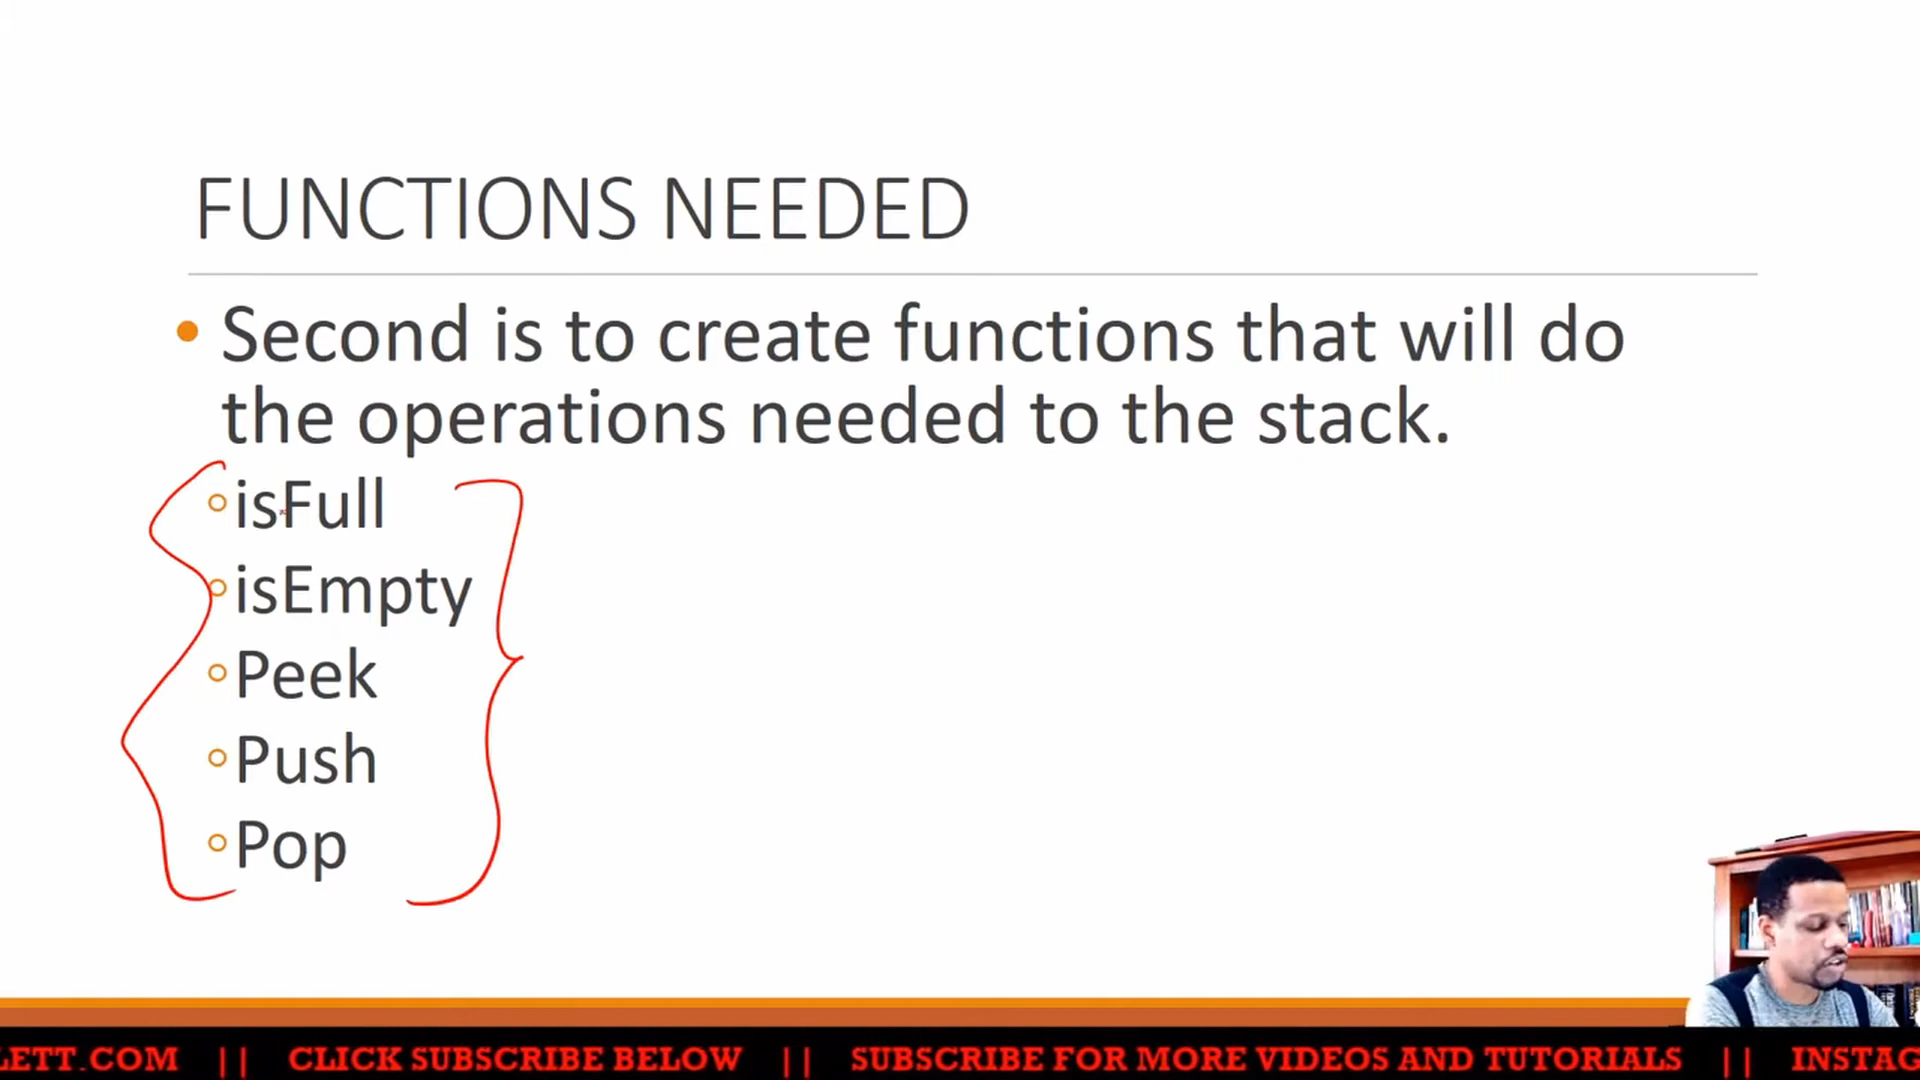 FUNCTIONS NEEDED
Second is to create functions that will do
the operations needed to the stack.
isFull
isEmpty
Peek
Push
Pop
LETT.COM || CLICK SUBSCRIBE BELOW || SUBSCRIBE FOR MORE VIDEOS AND TUTORIALS || INSTAG